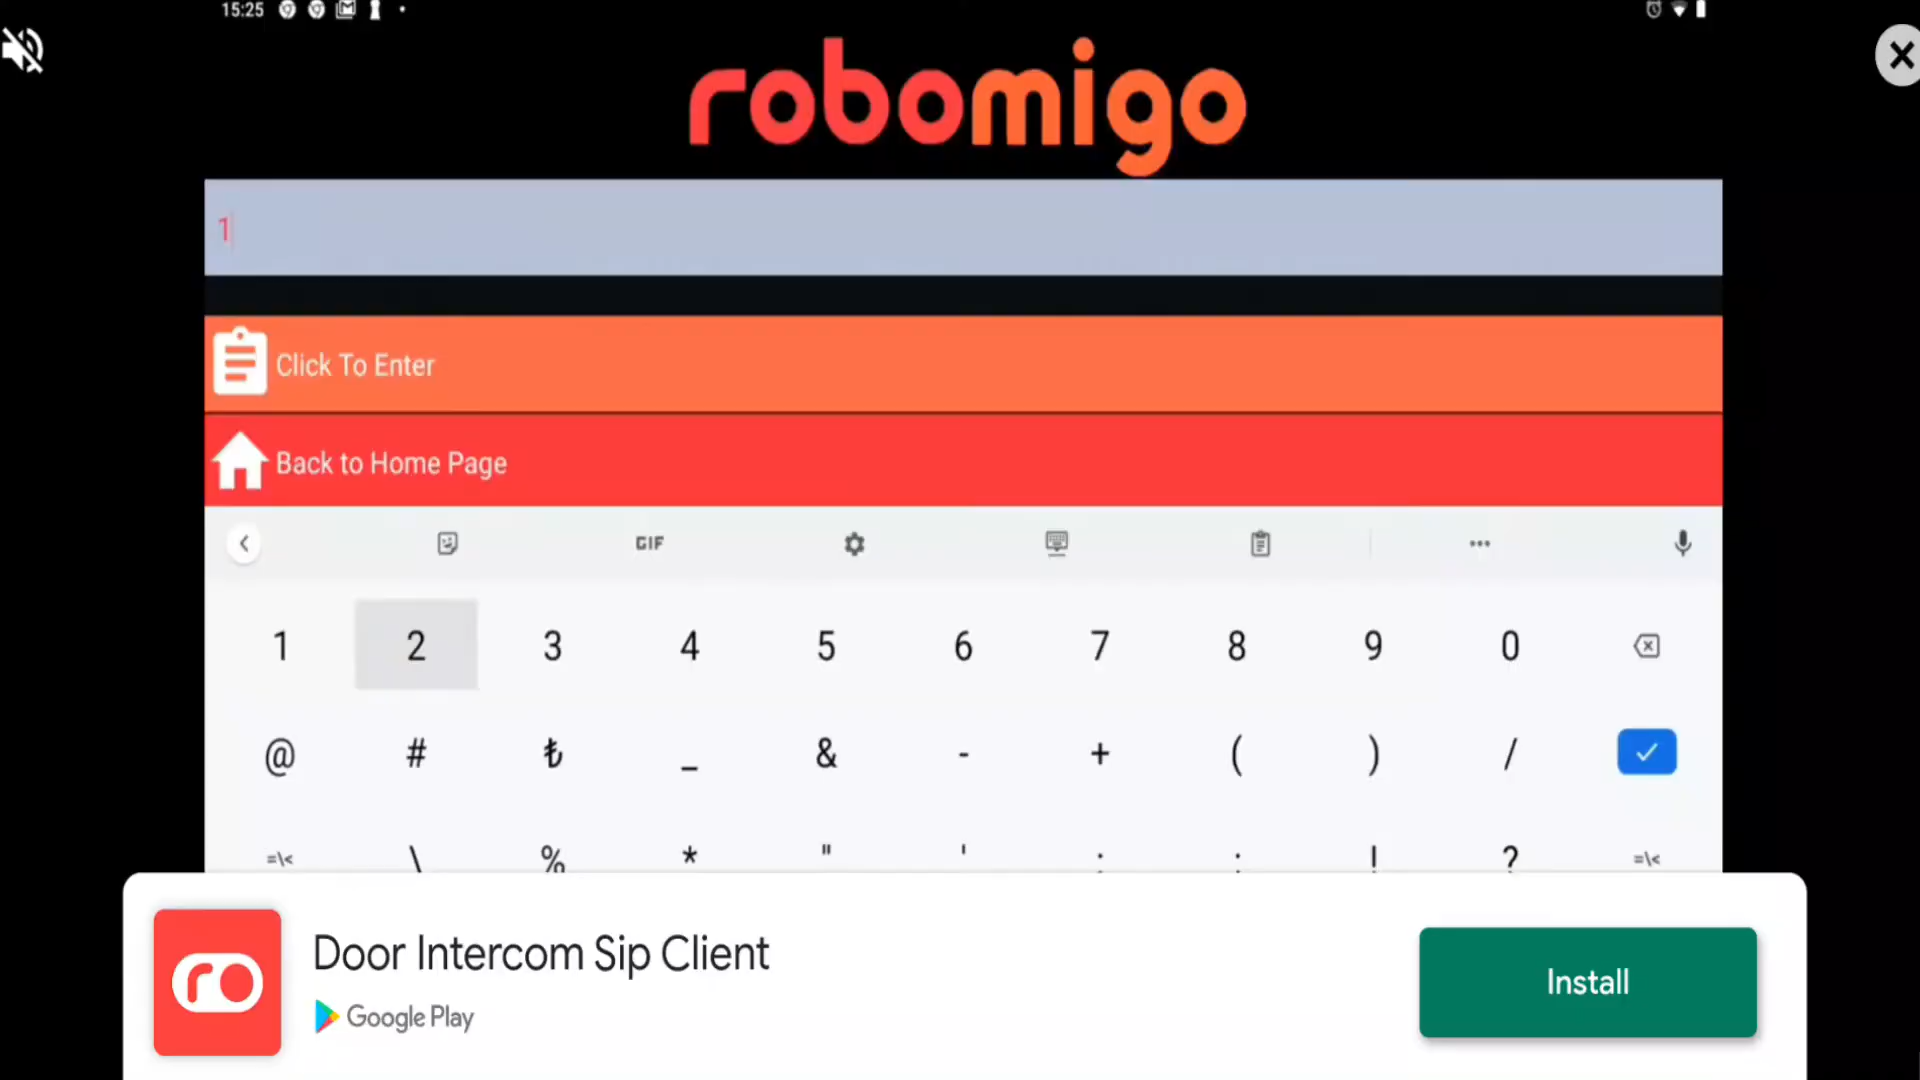 15:25
robomigo
1
Click To Enter
Back to Home Page
GIF
1 2 3 4 5 6 7 8 9 0
@ # ₺ _ & - + ( ) /
=\< \ % * " ' : ! ? =\<
ro
Door Intercom Sip Client
Google Play
Install